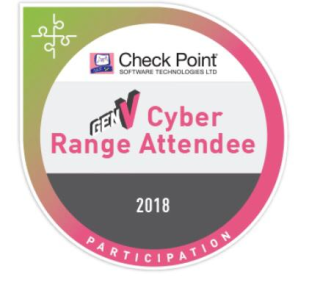 Check Point
SOFTWARE TECHNOLOGIES LTD
GEN V Cyber
Range Attendee
2018
PARTICIPATION